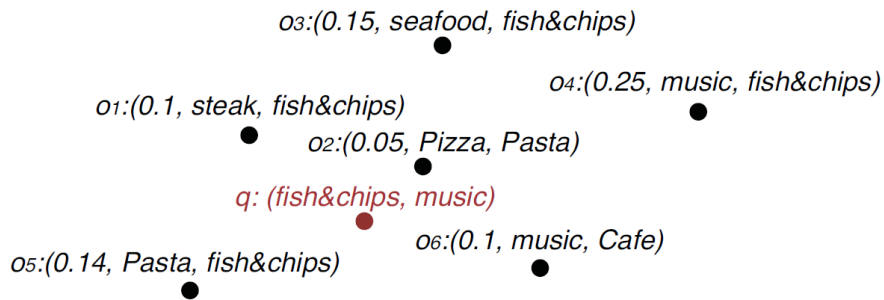 o3:(0.15, seafood, fish&chips)
o4:(0.25, music, fish&chips)
o1:(0.1, steak, fish&chips)
o2:(0.05, Pizza, Pasta)
q: (fish&chips, music)
o6:(0.1, music, Cafe)
o5:(0.14, Pasta, fish&chips)